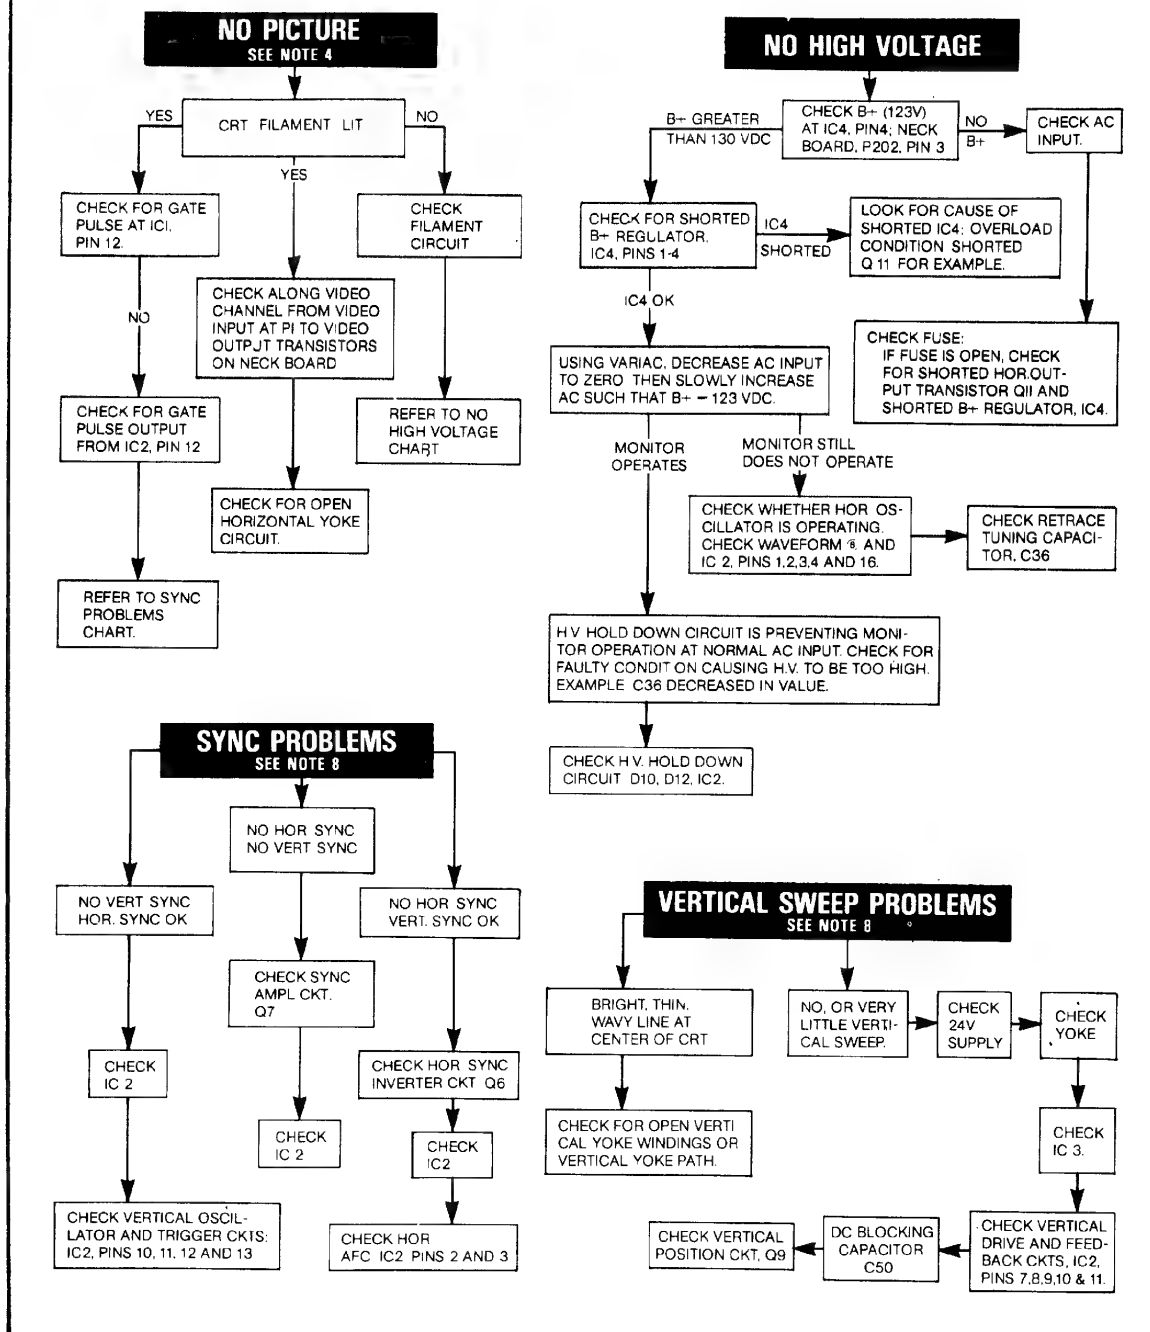 NO PICTURE
SEE NOTE 4
YES
CRT FILAMENT LIT
NO
YES
CHECK FOR GATE
PULSE AT IC1,
PIN 12.
CHECK
FILAMENT
CIRCUIT
NO
CHECK ALONG VIDEO
CHANNEL FROM VIDEO
INPUT AT P1 TO VIDEO
OUTPUT TRANSISTORS
ON NECK BOARD
CHECK FOR GATE
PULSE OUTPUT
FROM IC2, PIN 12
REFER TO NO
HIGH VOLTAGE
CHART
CHECK FOR OPEN
HORIZONTAL YOKE
CIRCUIT.
REFER TO SYNC
PROBLEMS
CHART.
NO HIGH VOLTAGE
B+ GREATER
THAN 130 VDC
CHECK B+ (123V)
AT IC4, PIN4; NECK
BOARD, P202, PIN 3
NO
B+
CHECK AC
INPUT.
CHECK FOR SHORTED
B+ REGULATOR,
IC4, PINS 1-4
IC4
SHORTED
LOOK FOR CAUSE OF
SHORTED IC4: OVERLOAD
CONDITION SHORTED
Q 11 FOR EXAMPLE.
IC4 OK
CHECK FUSE:
IF FUSE IS OPEN, CHECK
FOR SHORTED HOR.OUT-
PUT TRANSISTOR Q11 AND
SHORTED B+ REGULATOR, IC4.
USING VARIAC, DECREASE AC INPUT
TO ZERO THEN SLOWLY INCREASE
AC SUCH THAT B+ = 123 VDC.
MONITOR
OPERATES
MONITOR STILL
DOES NOT OPERATE
CHECK WHETHER HOR OS-
CILLATOR IS OPERATING.
CHECK WAVEFORM AND
IC 2, PINS 1,2,3,4 AND 16.
CHECK RETRACE
TUNING CAPACI-
TOR, C36
H V HOLD DOWN CIRCUIT IS PREVENTING MONI-
TOR OPERATION AT NORMAL AC INPUT. CHECK FOR
FAULTY CONDIT ON CAUSING H.V. TO BE TOO HIGH.
EXAMPLE C36 DECREASED IN VALUE.
CHECK H V. HOLD DOWN
CIRCUIT D10, D12, IC2.
SYNC PROBLEMS
SEE NOTE 8
NO HOR SYNC
NO VERT SYNC
NO VERT SYNC
HOR. SYNC OK
NO HOR SYNC
VERT. SYNC OK
CHECK SYNC
AMPL CKT.
Q7
CHECK
IC 2
CHECK HOR SYNC
INVERTER CKT Q6
CHECK
IC 2
CHECK
IC2
CHECK VERTICAL OSCIL-
LATOR AND TRIGGER CKTS:
IC2, PINS 10, 11, 12 AND 13
CHECK HOR
AFC IC2 PINS 2 AND 3
VERTICAL SWEEP PROBLEMS
SEE NOTE 8
BRIGHT, THIN,
WAVY LINE AT
CENTER OF CRT
NO, OR VERY
LITTLE VERTI-
CAL SWEEP.
CHECK
24V
SUPPLY
CHECK
YOKE
CHECK FOR OPEN VERTI
CAL YOKE WINDINGS OR
VERTICAL YOKE PATH.
CHECK
IC 3.
CHECK VERTICAL
POSITION CKT, Q9
DC BLOCKING
CAPACITOR
C50
CHECK VERTICAL
DRIVE AND FEED-
BACK CKTS, IC2,
PINS 7,8,9,10 & 11.